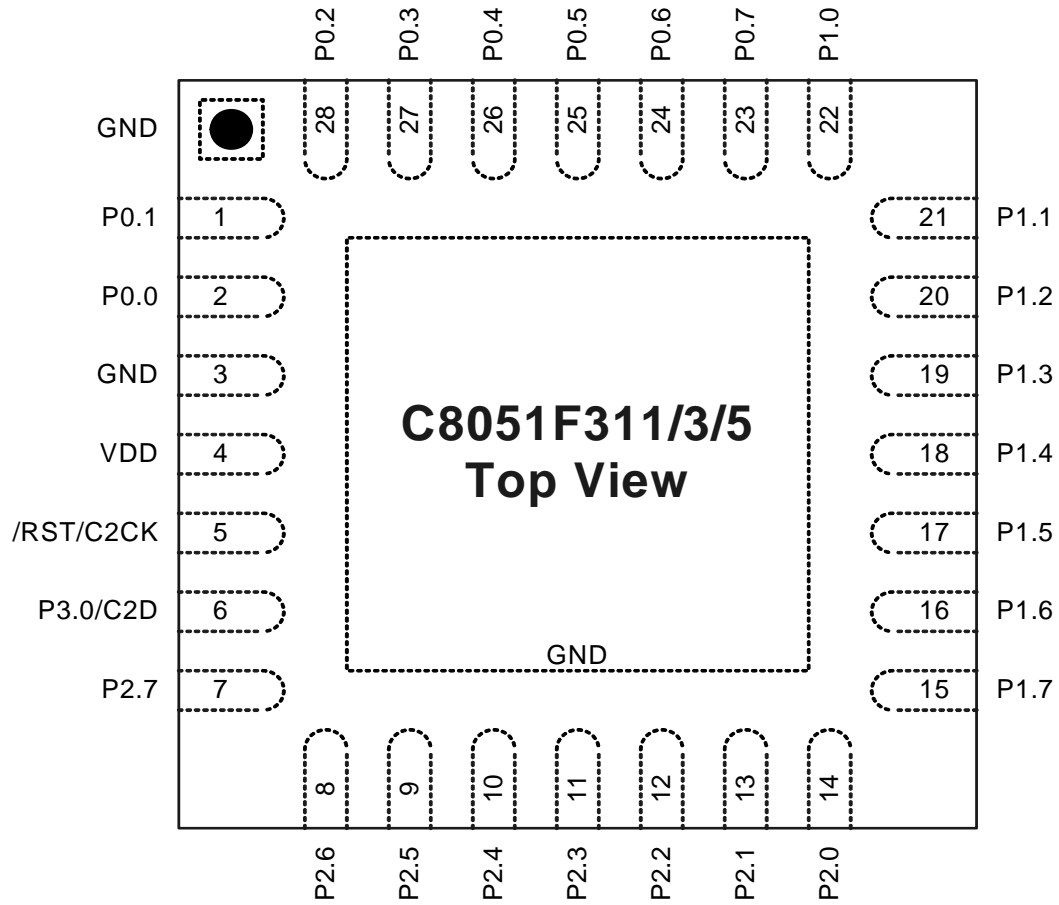 P0.2 P0.3 P0.4 P0.5 P0.6 P0.7 P1.0
28 27 26 25 24 23 22
GND
P0.1 1 21 P1.1
P0.0 2 20 P1.2
GND 3 19 P1.3
C8051F311/3/5
VDD 4 18 P1.4
Top View
/RST/C2CK 5 17 P1.5
P3.0/C2D 6 16 P1.6
GND
P2.7 7 15 P1.7
8 9 10 11 12 13 14
P2.6 P2.5 P2.4 P2.3 P2.2 P2.1 P2.0